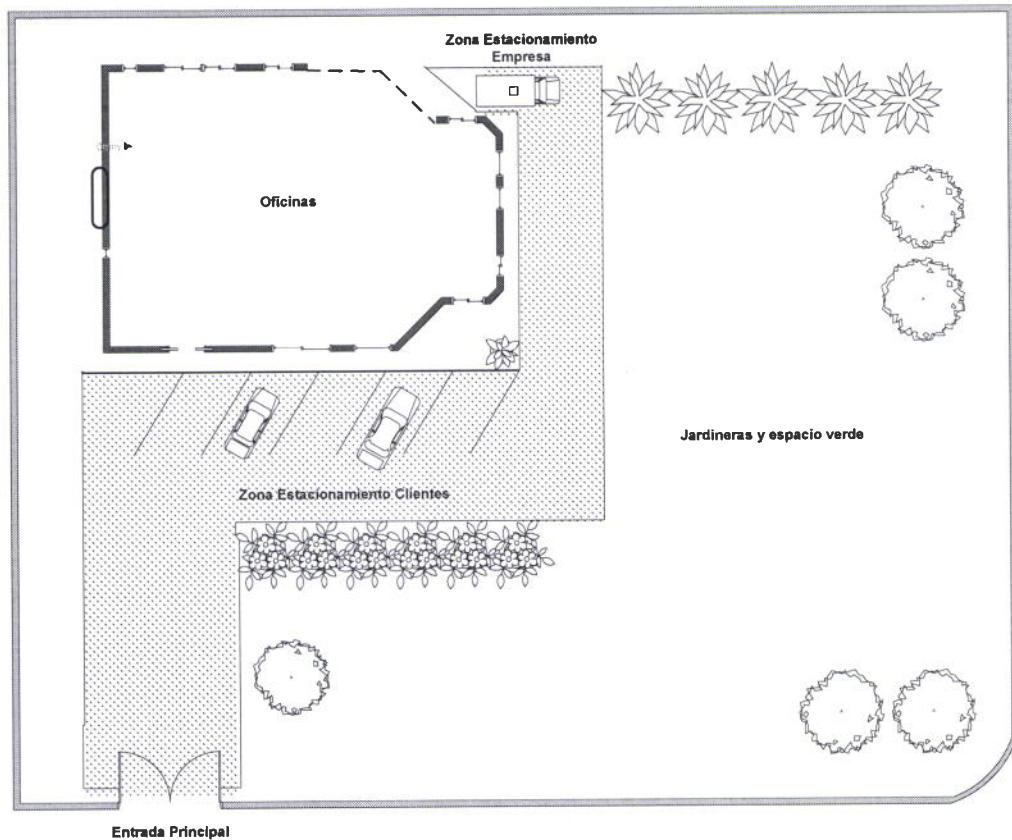 Zona Estacionamiento
Empresa
Oficinas
Jardineras y espacio verde
Zona Estacionamiento Clientes
Entrada Principal